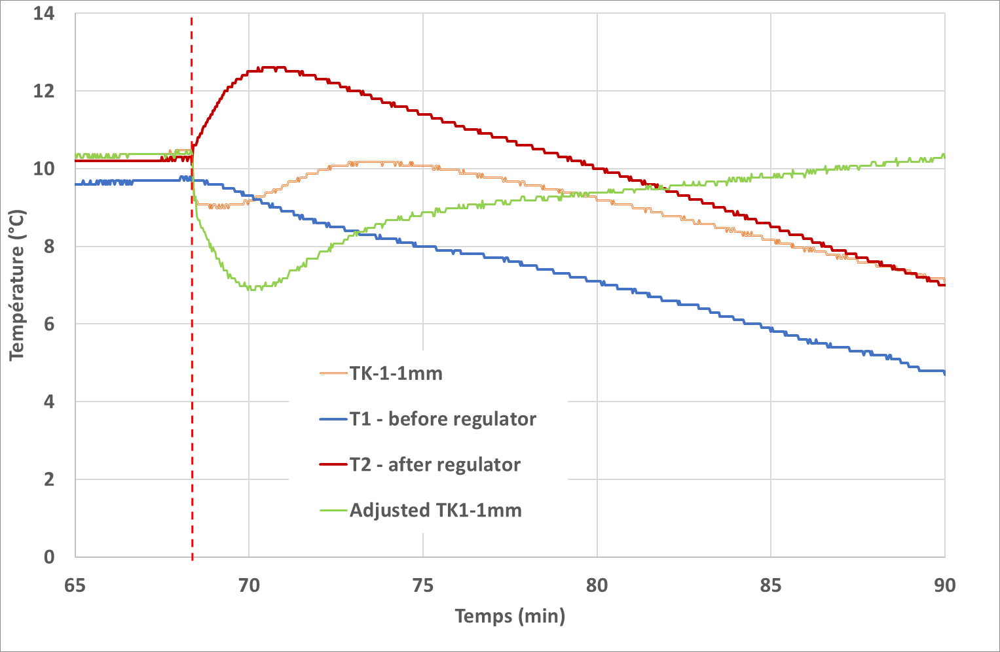 14
12
10
8
6
4
2
0
Température (°C)
TK-1-1mm
T1 - before regulator
T2 - after regulator
Adjusted TK1-1mm
65 70 75 80 85 90
Temps (min)